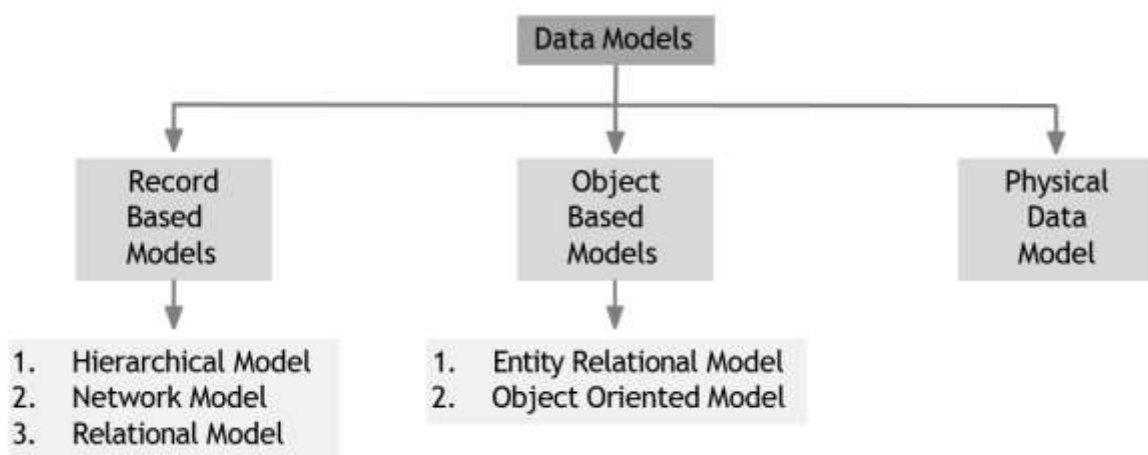 Data Models
Record
Based
Models
Object
Based
Models
Physical
Data
Model
1. Hierarchical Model
2. Network Model
3. Relational Model
1. Entity Relational Model
2. Object Oriented Model